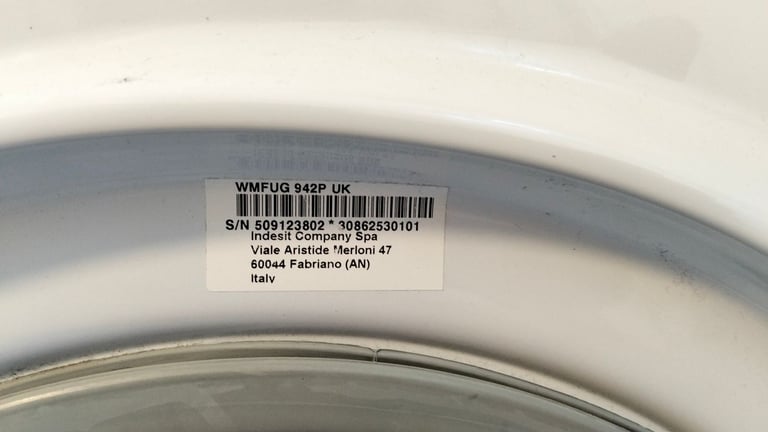 WMFUG 942P UK
S/N 509123802 * 30862530101
Indesit Company Spa
Viale Aristide Merloni 47
60044 Fabriano (AN)
Italy